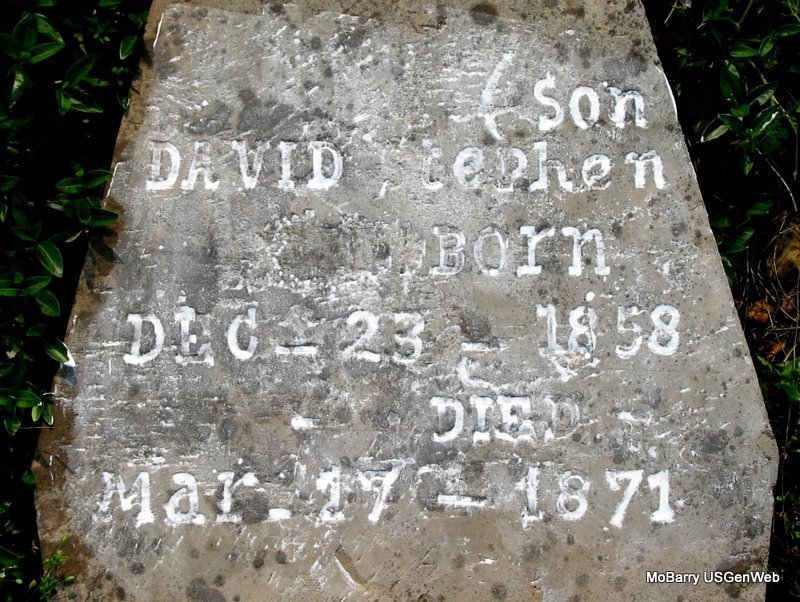 ( Son
DAVID Stephen
BOrn
DEC - 23 - 1858
DIED -
Mar. 17 - 1871
MoBarry USGenWeb